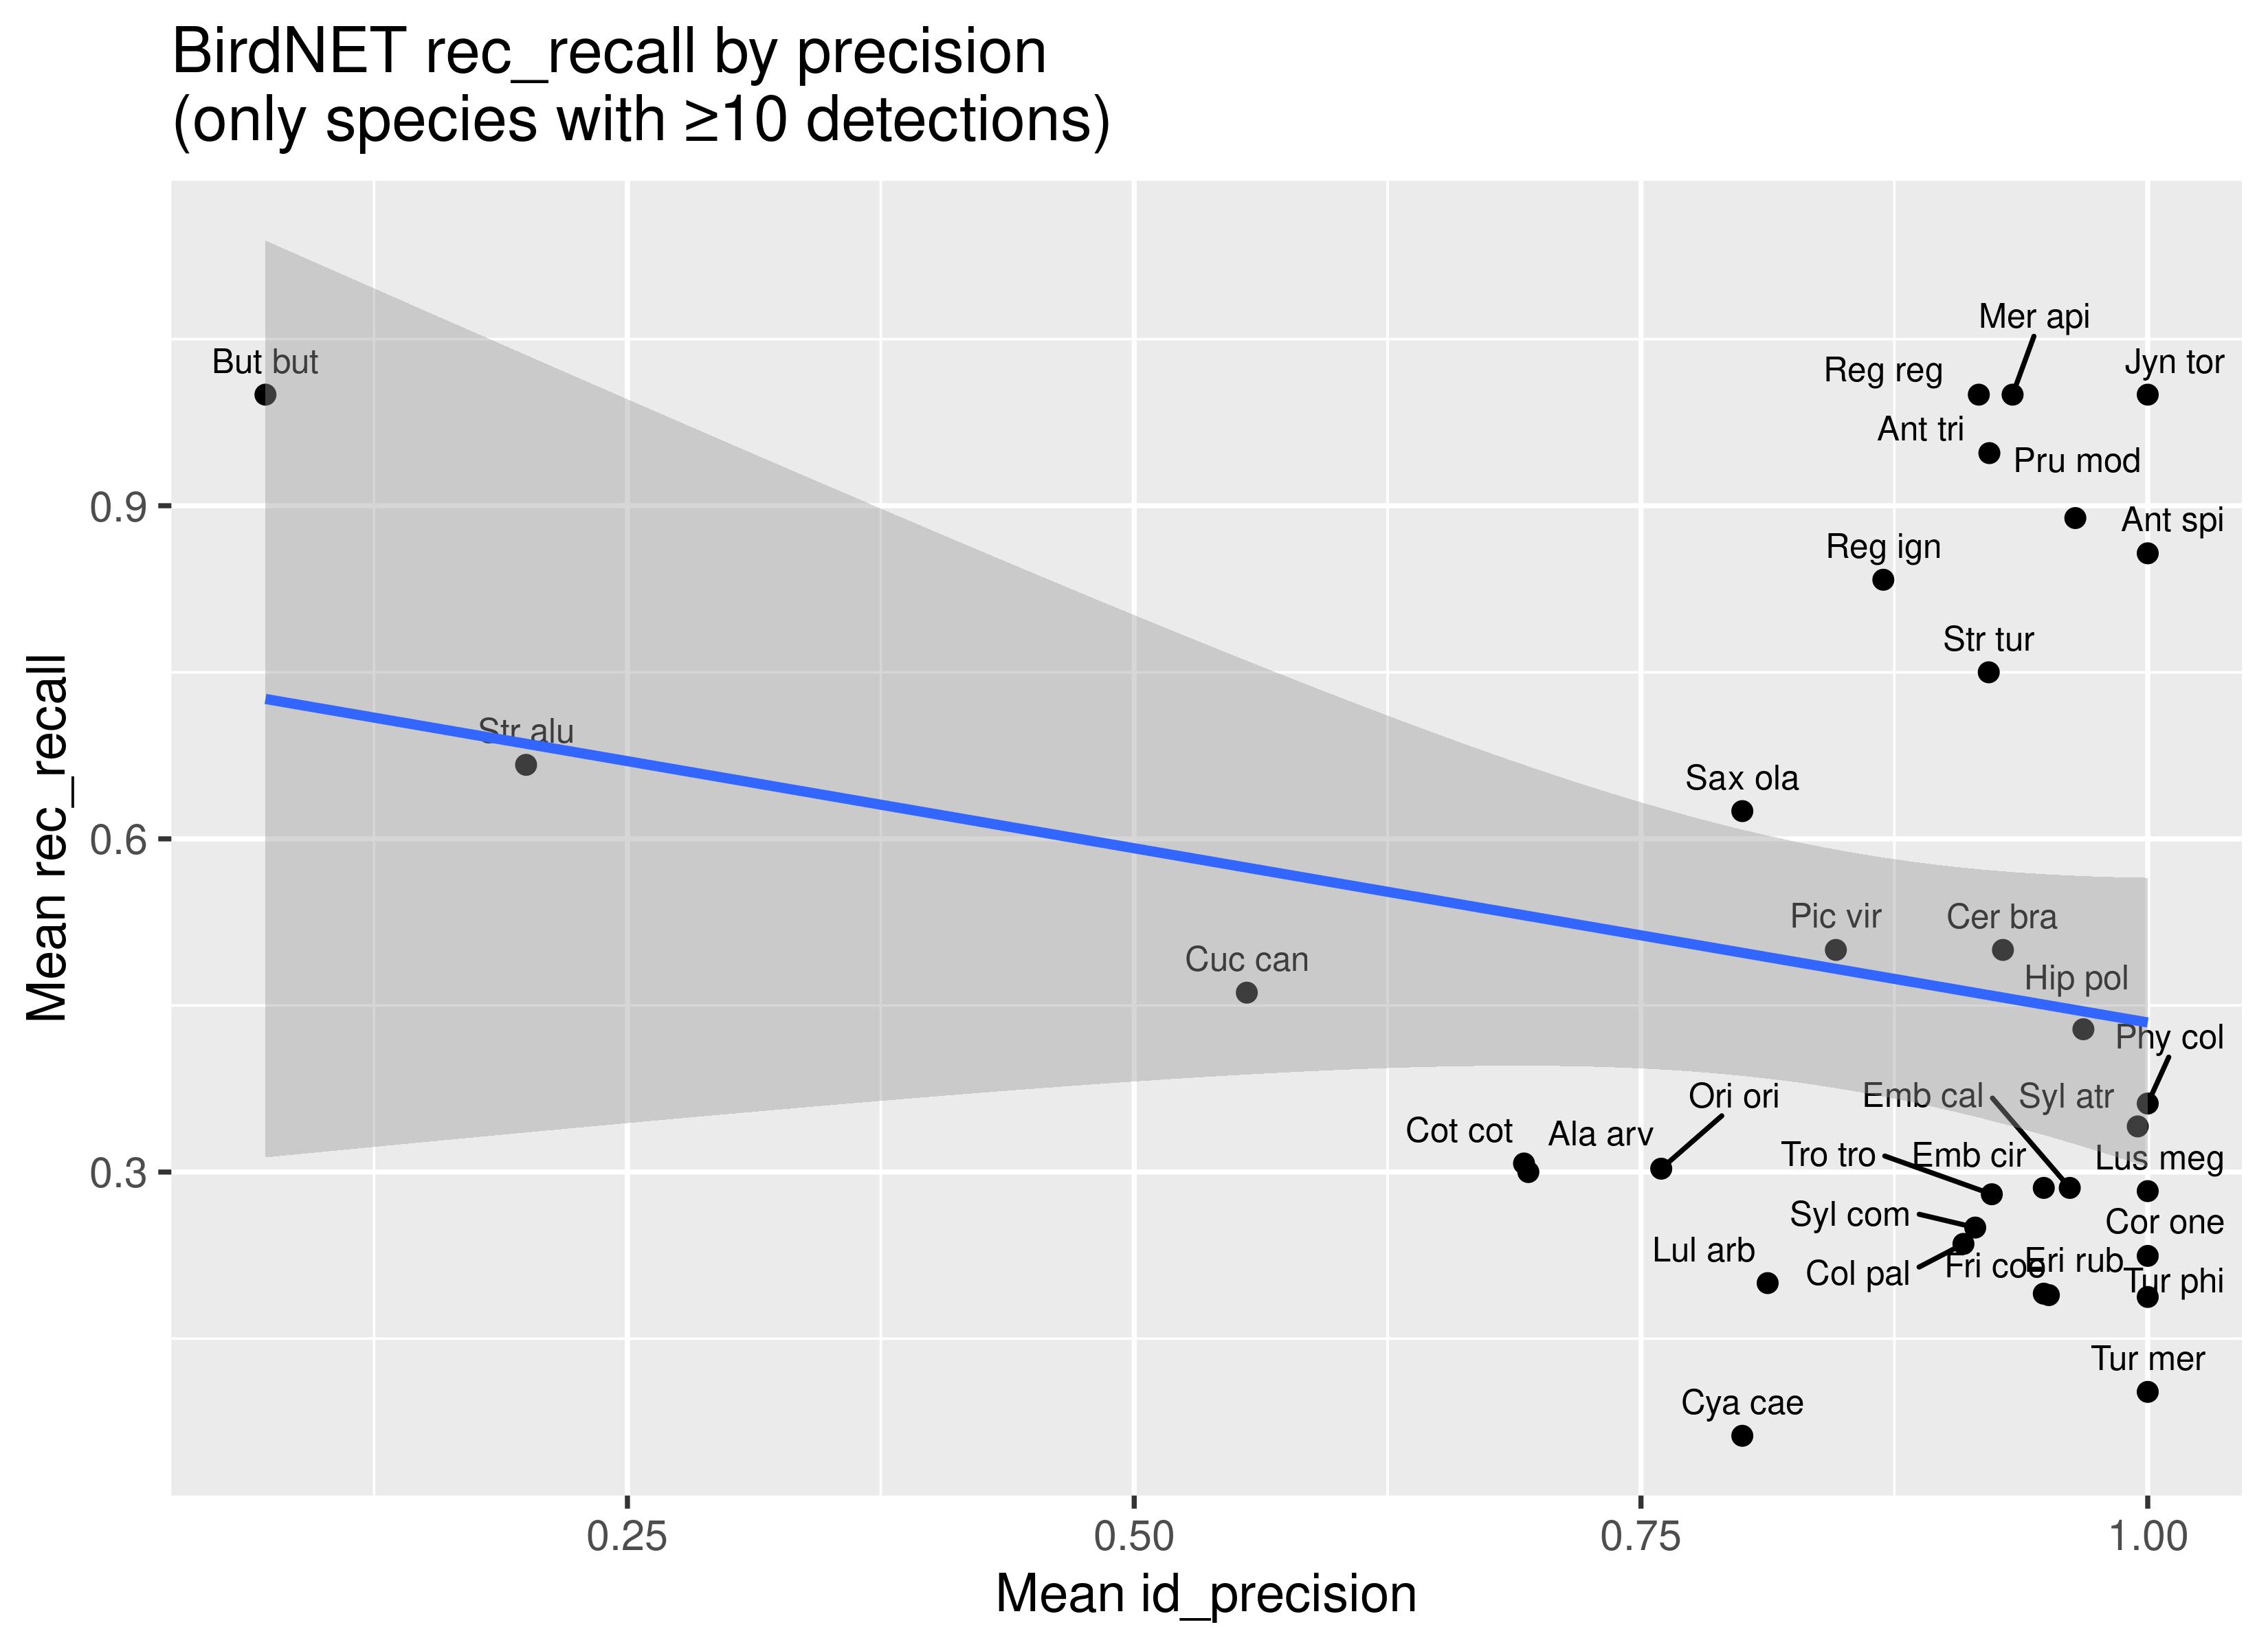 BirdNET rec_recall by precision
(only species with ≥10 detections)
Mean rec_recall
0.9
0.6
0.3
But but
Mer api
Reg reg
Jyn tor
Ant tri
Pru mod
Ant spi
Reg ign
Str tur
Str alu
Sax ola
Pic vir
Cer bra
Cuc can
Hip pol
Phy col
Ori ori
Emb cal
Syl atr
Cot cot
Ala arv
Tro tro
Emb cir
Lus meg
Syl com
Cor one
Lul arb
Col pal
Fri coe
Eri rub
Tur phi
Tur mer
Cya cae
0.25
0.50
0.75
1.00
Mean id_precision